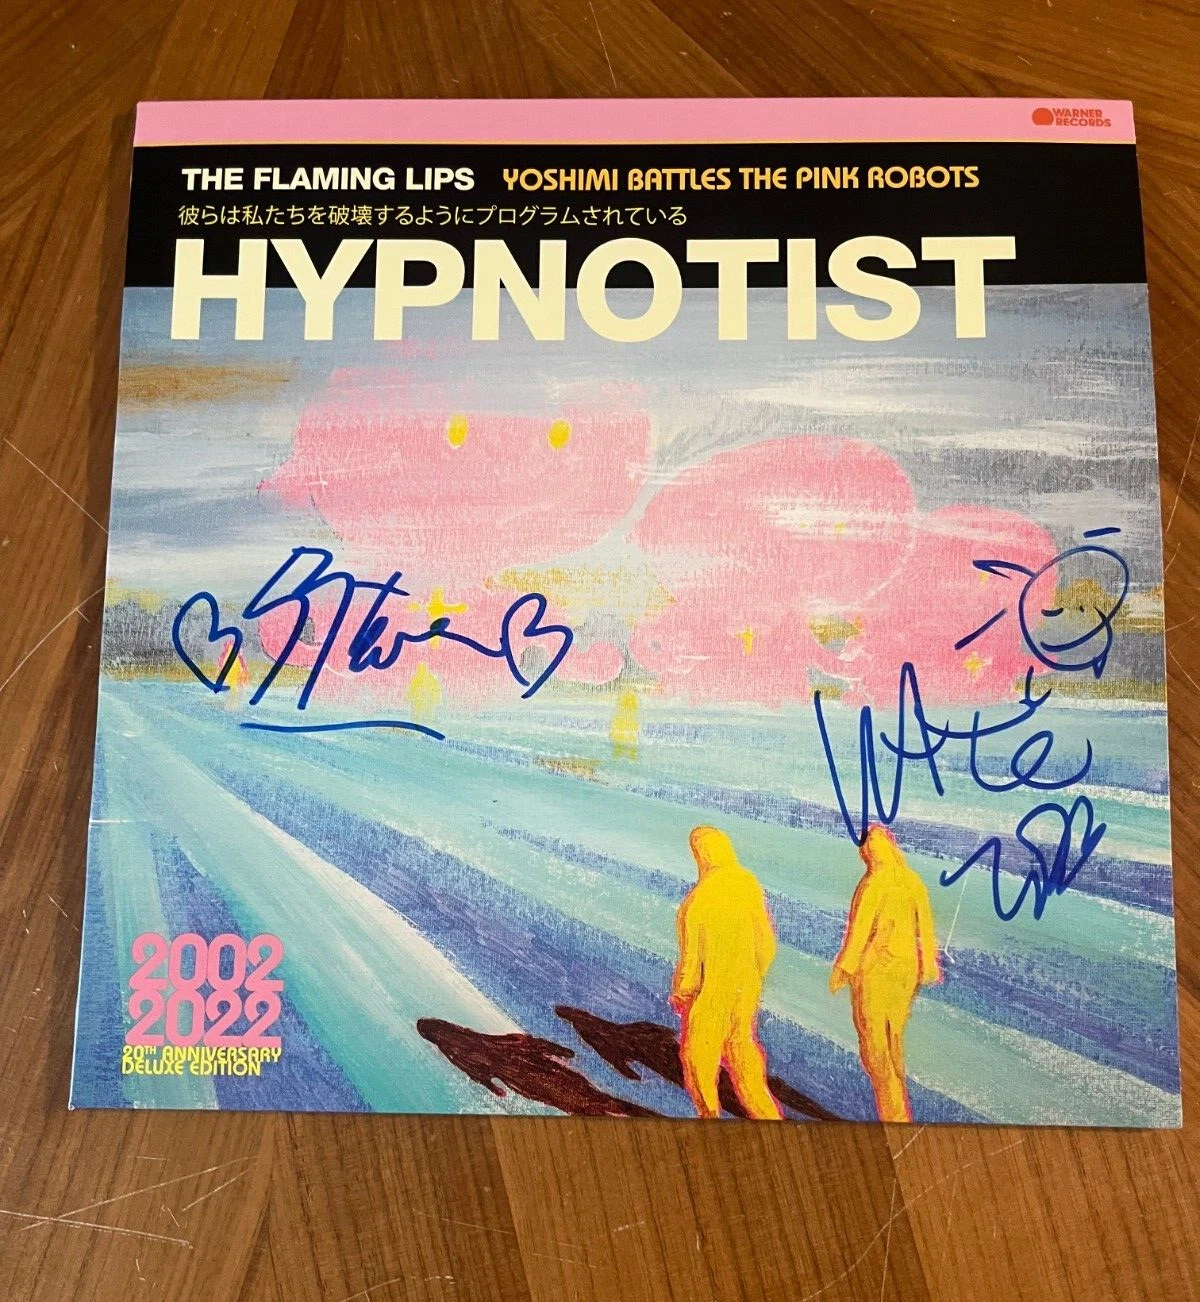 WARNER
RECORDS
THE FLAMING LIPS YOSHIMI BATTLES THE PINK ROBOTS
彼らは私たちを破壊するようにプログラムされている
HYPNOTIST
2002
2022
20TH ANNIVERSARY
DELUXE EDITION